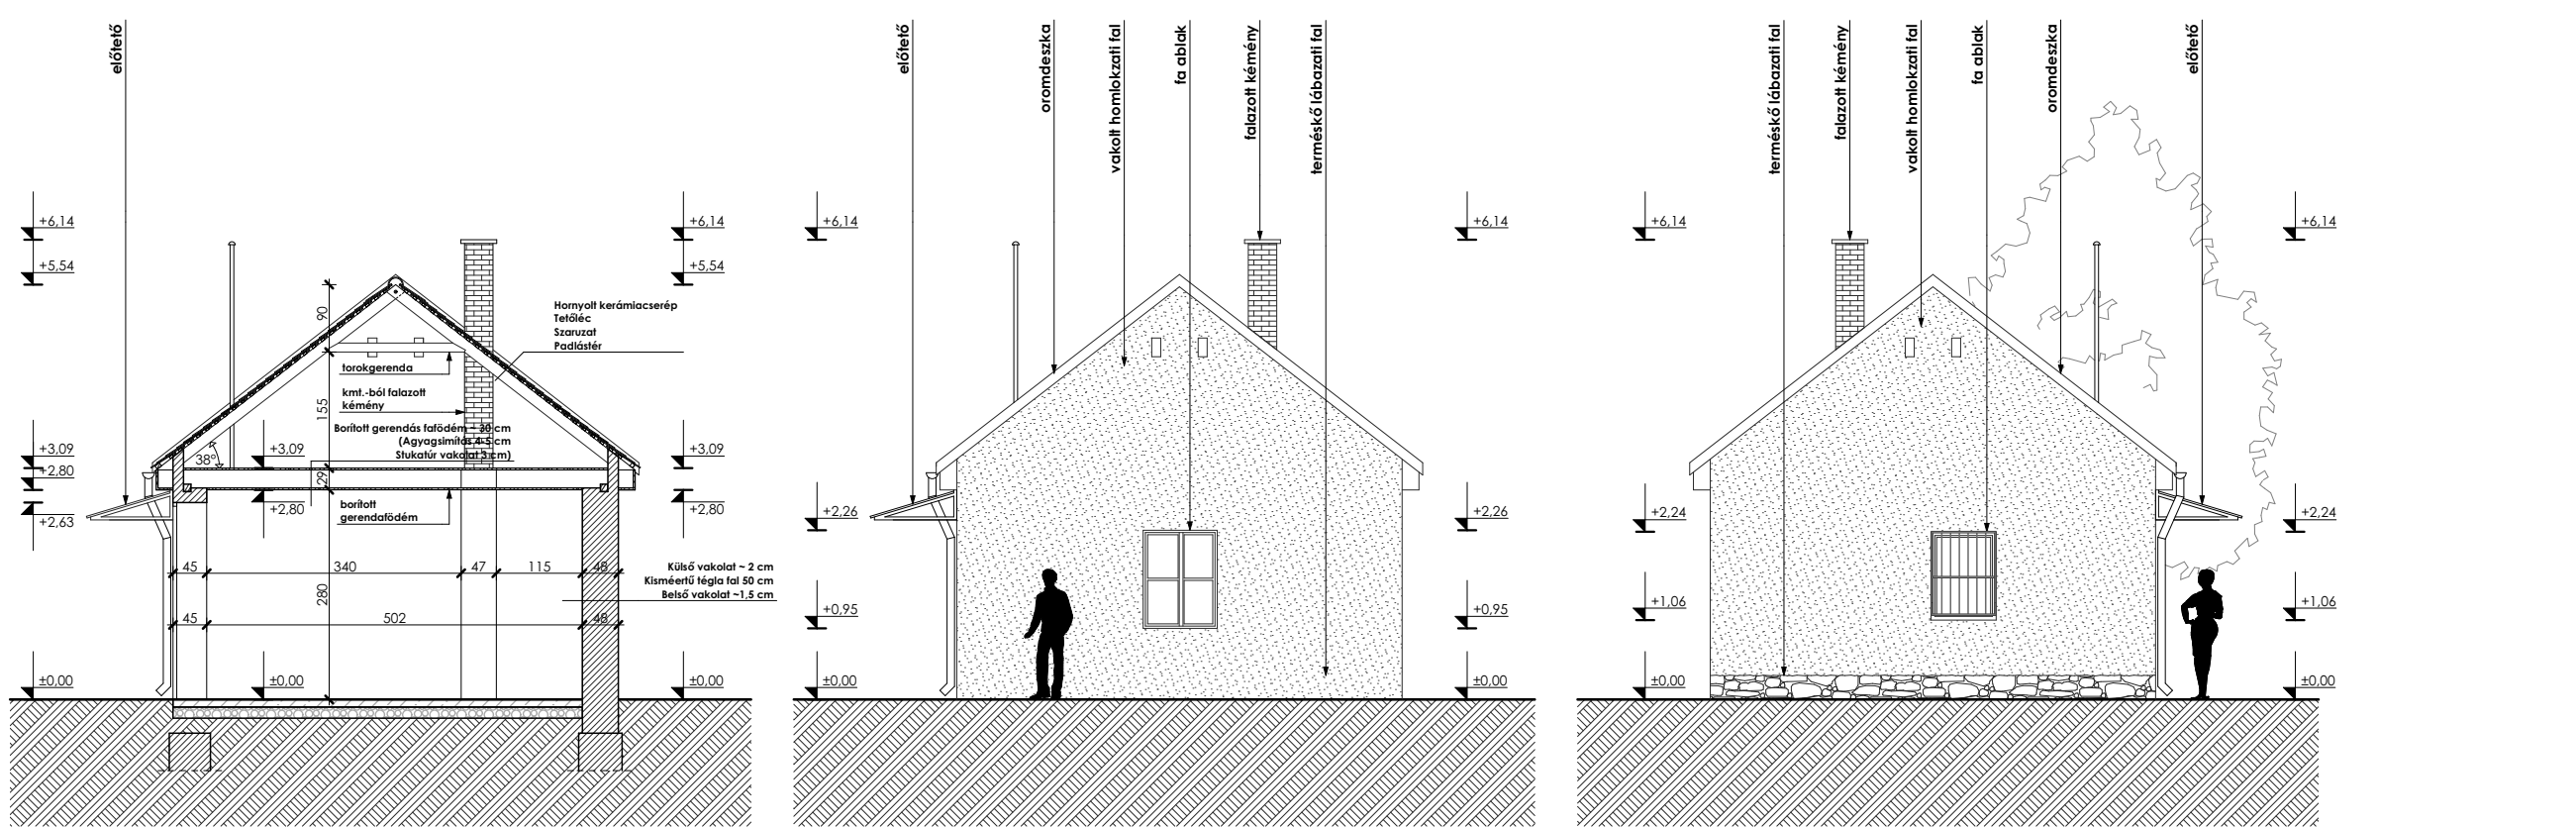 előtető
+6,14
+5,54
+3,09
+2,80
+2,63
±0,00
90
155
29
280
38°
+3,09
+2,80
±0,00
torokgerenda
kmt.-ból falazott
kémény
Borított gerendás fafödém ~ 30 cm
(Agyagsimítás 4-5 cm
Stukatúr vakolat 3 cm)
borított
gerendafödém
45
340
47
115
48
45
502
48
Hornyolt kerámiacserép
Tetőléc
Szaruzat
Padlástér
Külső vakolat ~ 2 cm
Kisméertű tégla fal 50 cm
Belső vakolat ~1,5 cm
+6,14
+5,54
+3,09
+2,80
±0,00
előtető
oromdeszka
vakolt homlokzati fal
fa ablak
falazott kémény
terméskő lábazati fal
+6,14
+2,26
+0,95
±0,00
+6,14
+2,26
+0,95
±0,00
terméskő lábazati fal
falazott kémény
vakolt homlokzati fal
fa ablak
oromdeszka
előtető
+6,14
+2,24
+1,06
±0,00
+6,14
+2,24
+1,06
±0,00